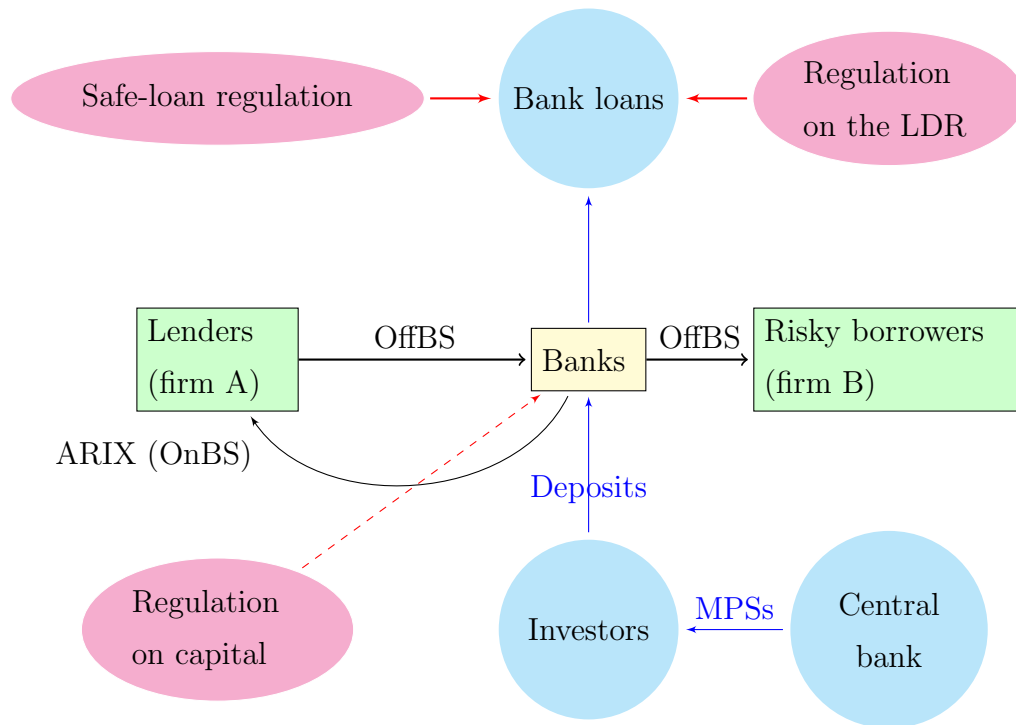 Safe-loan regulation
Bank loans
Regulation
on the LDR
Lenders
(firm A)
OffBS
Banks
OffBS
Risky borrowers
(firm B)
ARIX (OnBS)
Deposits
Regulation
on capital
Investors
MPSs
Central
bank